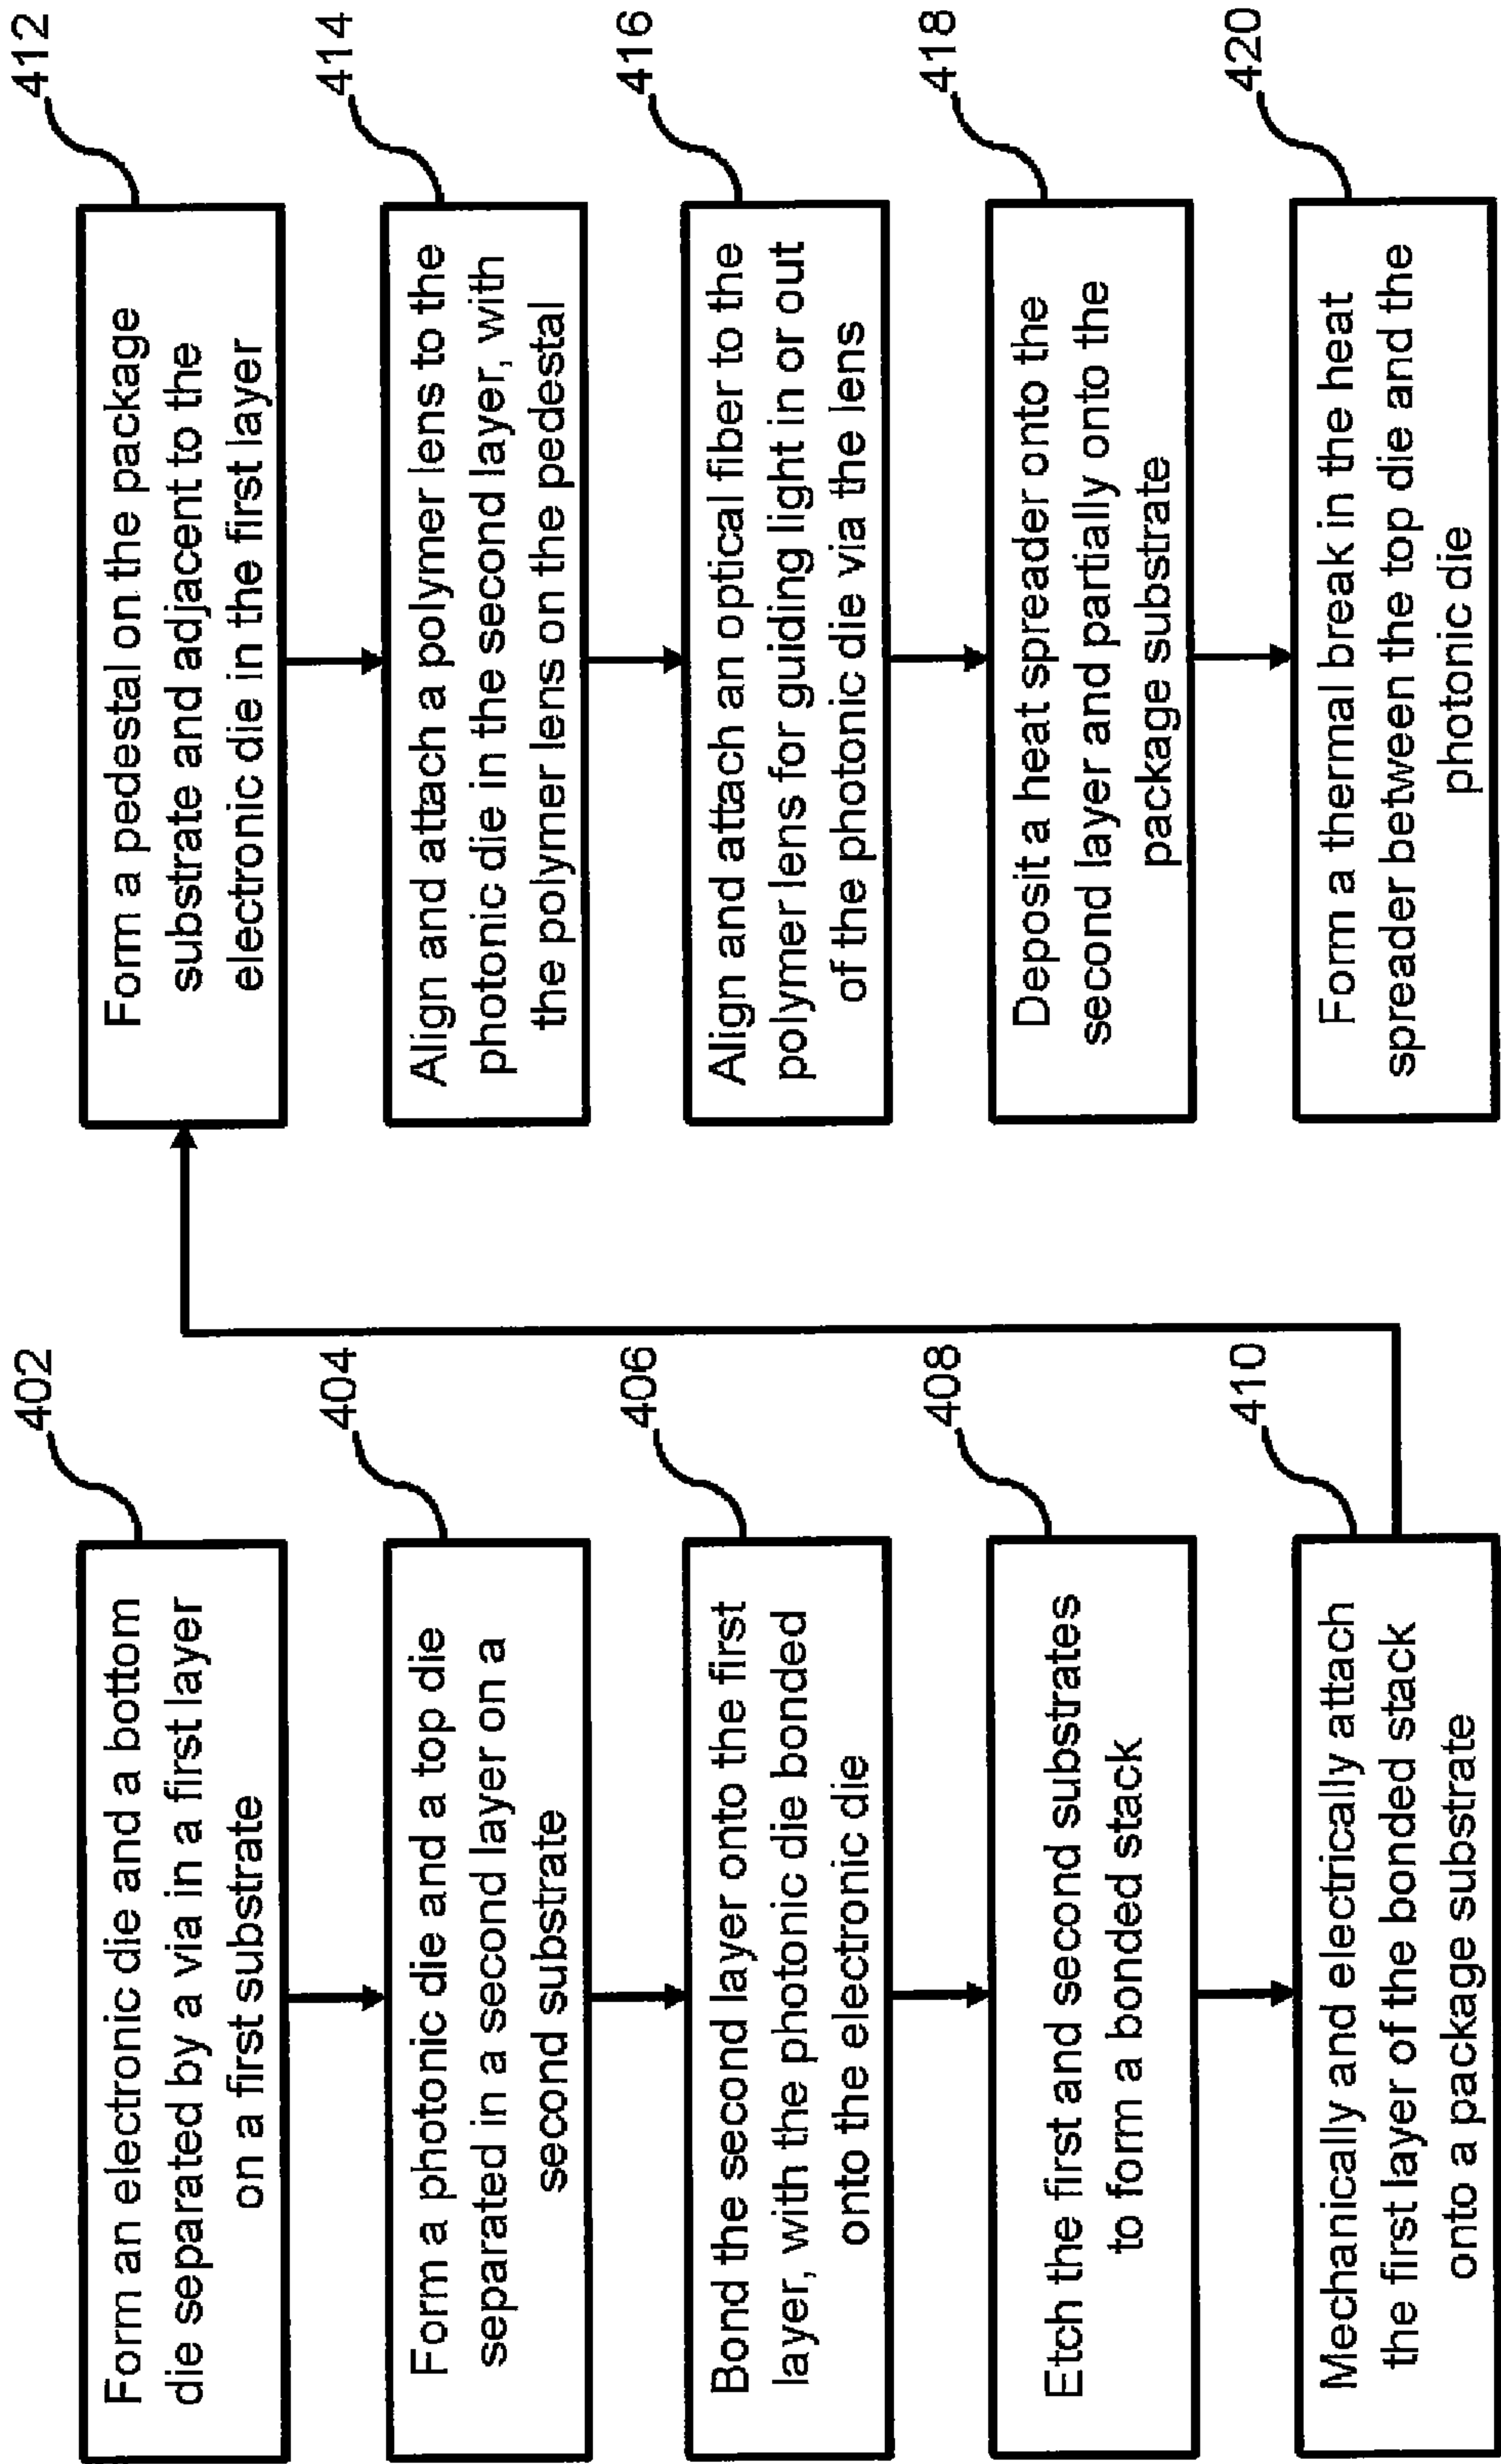 402
Form an electronic die and a bottom
die separated by a via in a first layer
on a first substrate
404
Form a photonic die and a top die
separated in a second layer on a
second substrate
406
Bond the second layer onto the first
layer, with the photonic die bonded
onto the electronic die
408
Etch the first and second substrates
to form a bonded stack
410
Mechanically and electrically attach
the first layer of the bonded stack
onto a package substrate
412
Form a pedestal on the package
substrate and adjacent to the
electronic die in the first layer
414
Align and attach a polymer lens to the
photonic die in the second layer, with
the polymer lens on the pedestal
416
Align and attach an optical fiber to the
polymer lens for guiding light in or out
of the photonic die via the lens
418
Deposit a heat spreader onto the
second layer and partially onto the
package substrate
420
Form a thermal break in the heat
spreader between the top die and the
photonic die